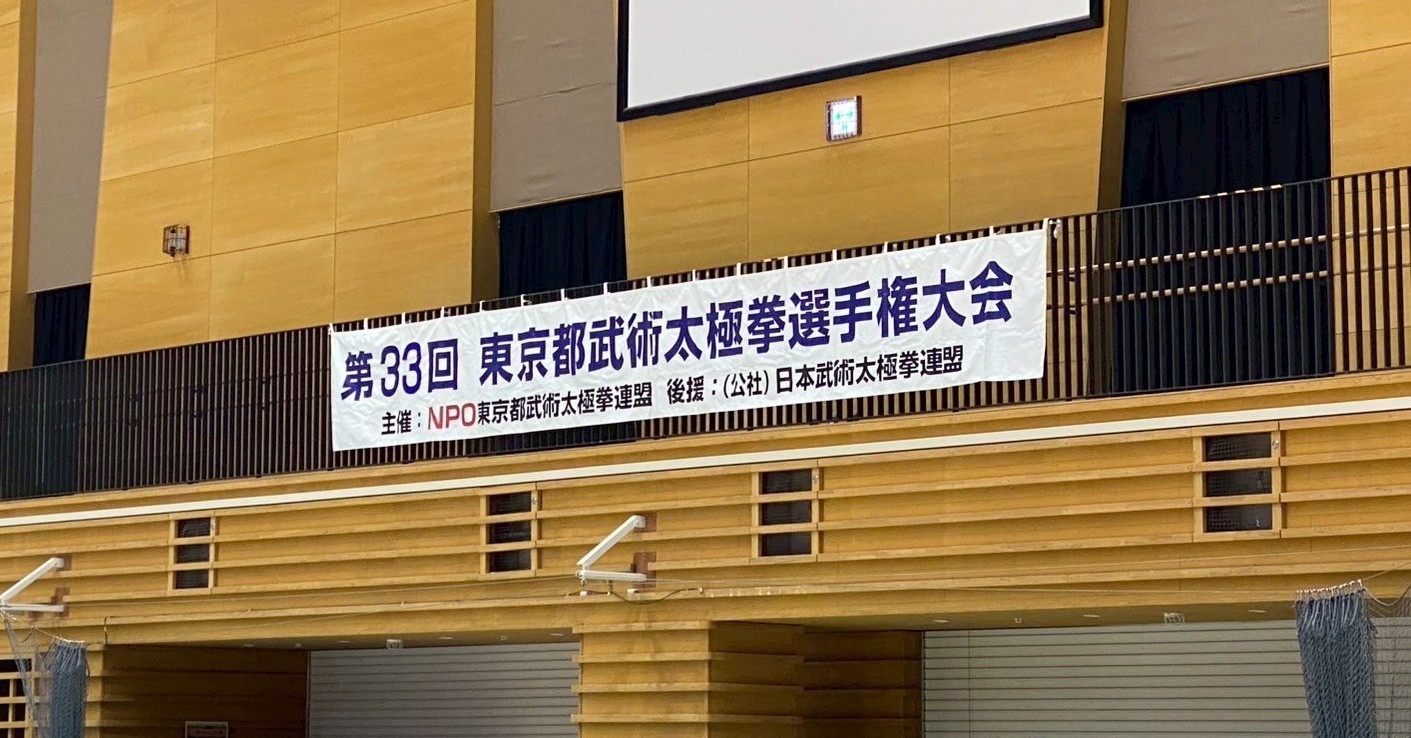 第33回 東京都武術太極拳選手権大会
主催：NPO東京都武術太極拳連盟 後援：(公社)日本武術太極拳連盟